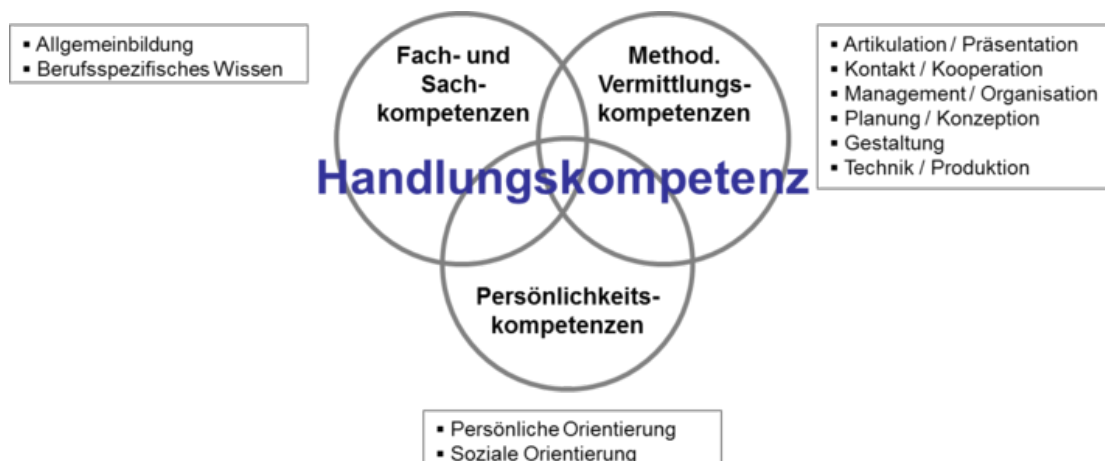 ▪ Allgemeinbildung
▪ Berufsspezifisches Wissen
Fach- und
Sach-
kompetenzen
Method.
Vermittlungs-
kompetenzen
▪ Artikulation / Präsentation
▪ Kontakt / Kooperation
▪ Management / Organisation
▪ Planung / Konzeption
▪ Gestaltung
▪ Technik / Produktion
Handlungskompetenz
Persönlichkeits-
kompetenzen
▪ Persönliche Orientierung
▪ Soziale Orientierung